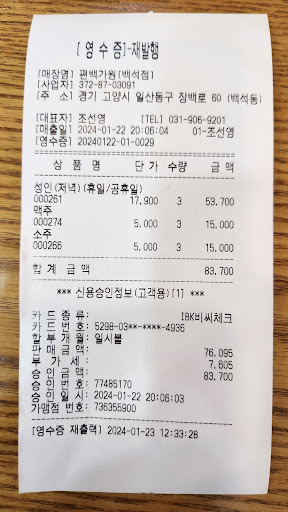 [ 영 수 증]-재발행
[매장명] 편백가원[백석점]
[사업자] 372-87-03091
[주 소] 경기 고양시 일산동구 장백로 60 (백석동)
[대표자] 조선영 [TEL] 031-906-9201
[매출일] 2024-01-22 20:06:04 01-조선영
[영수증] 20240122-01-0029
상 품 명 단 가 수량 금 액
성인(저녁)(휴일/공휴일)
000261 17,900 3 53,700
맥주
000274 5,000 3 15,000
소주
000266 5,000 3 15,000
합 계 금 액 83,700
*** 신용승인정보(고객용)[1] ***
카 드 종 류: IBK비씨체크
카 드 번 호: 5298-03**-****-4936
할 부 개 월: 일시불
판 매 금 액: 76,095
부 가 세 : 7,605
승 인 금 액: 83,700
승 인 번 호: 77485170
승 인 일 시: 2024-01-22 20:06:03
가맹점 번호: 736355900
[영수증 재출력] 2024-01-23 12:33:28